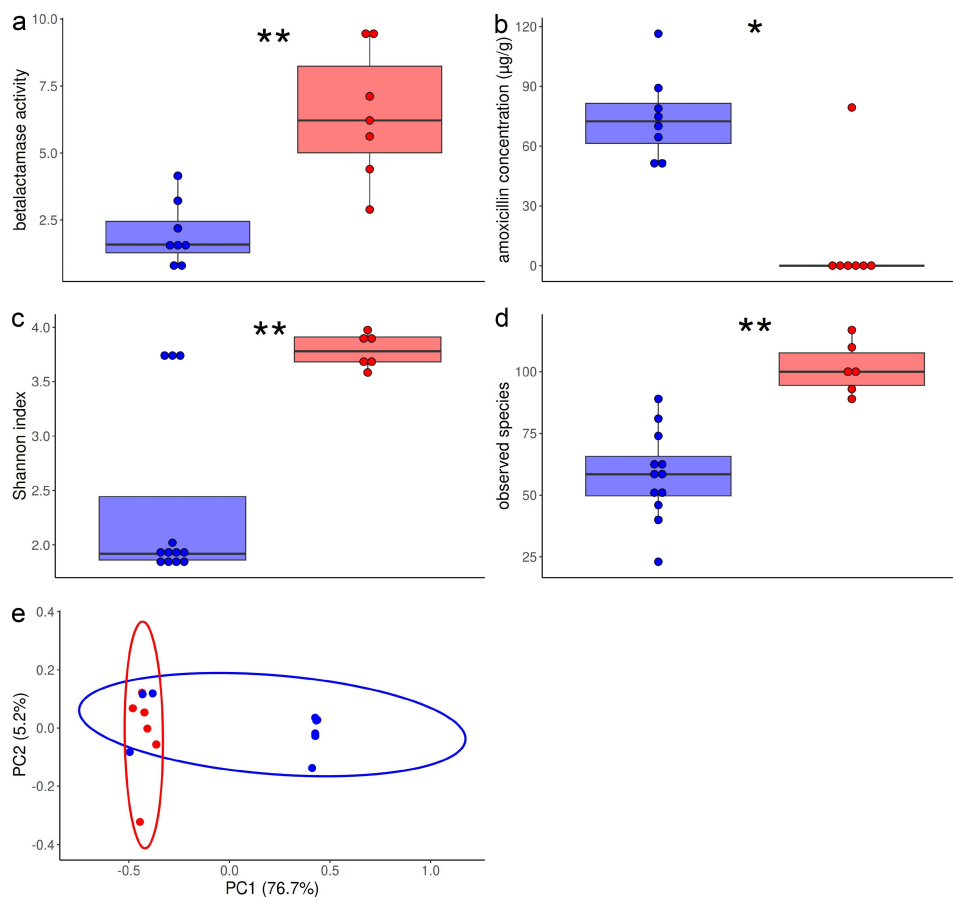 a
betalactamase activity
10.0
7.5
5.0
2.5
**
b
amoxicillin concentration (µg/g)
120
90
60
30
0
*
c
Shannon index
4.0
3.5
4.0
2.5
2.0
**
d
observed species
100
75
50
25
**
e
PC2 (5.2%)
0.4
0.2
0.0
-0.2
-0.4
-0.5 0.0 0.5 1.0
PC1 (76.7%)